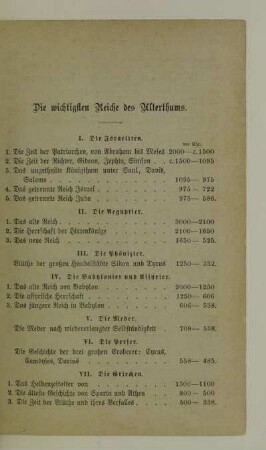 Die wichtigsten Reiche des Alterthums.
I. Die Israeliten.
vor Chr.
1. Die Zeit der Patriarchen, von Abraham bis Moses 2000—c.1500
2. Die Zeit der Richter, Gideon, Jephta, Simson . c.1500—1095
3. Das ungetheilte Königthum unter Saul, David,
Salomo . . . . 1095— 975
4. Das getrennte Reich Israel . . . . 975— 722
5. Das getrennte Reich Juda . . . . 975— 586.
II. Die Aegyptier.
1. Das alte Reich . . . . 3000—2100
2. Die Herrschaft der Hirtenkönige . . . . 2100—1650
3. Das neue Reich . . . . 1650— 525.
III. Die Phönizier.
Blüthe der großen Handelsstädte Sidon und Tyrus 1250— 332.
IV. Die Babylonier und Assyrier.
1. Das alte Reich von Babylon . . . . 2000—1250
2. Die assyrische Herrschaft . . . . 1250— 606
3. Das jüngere Reich in Babylon . . . . 606— 538.
V. Die Meder.
Die Meder nach wiedererlangter Selbständigkeit . 708— 558.
VI. Die Perser.
Die Geschichte der drei großen Eroberer: Cyrus,
Cambyses, Darius . . . . 558— 485.
VII. Die Griechen.
1. Das Heldenzeitalter von . . . . 1500—1100
2. Die älteste Geschichte von Sparta und Athen . 800— 500
3. Die Zeit der Blüthe und ihres Verfalles . . 500— 338.